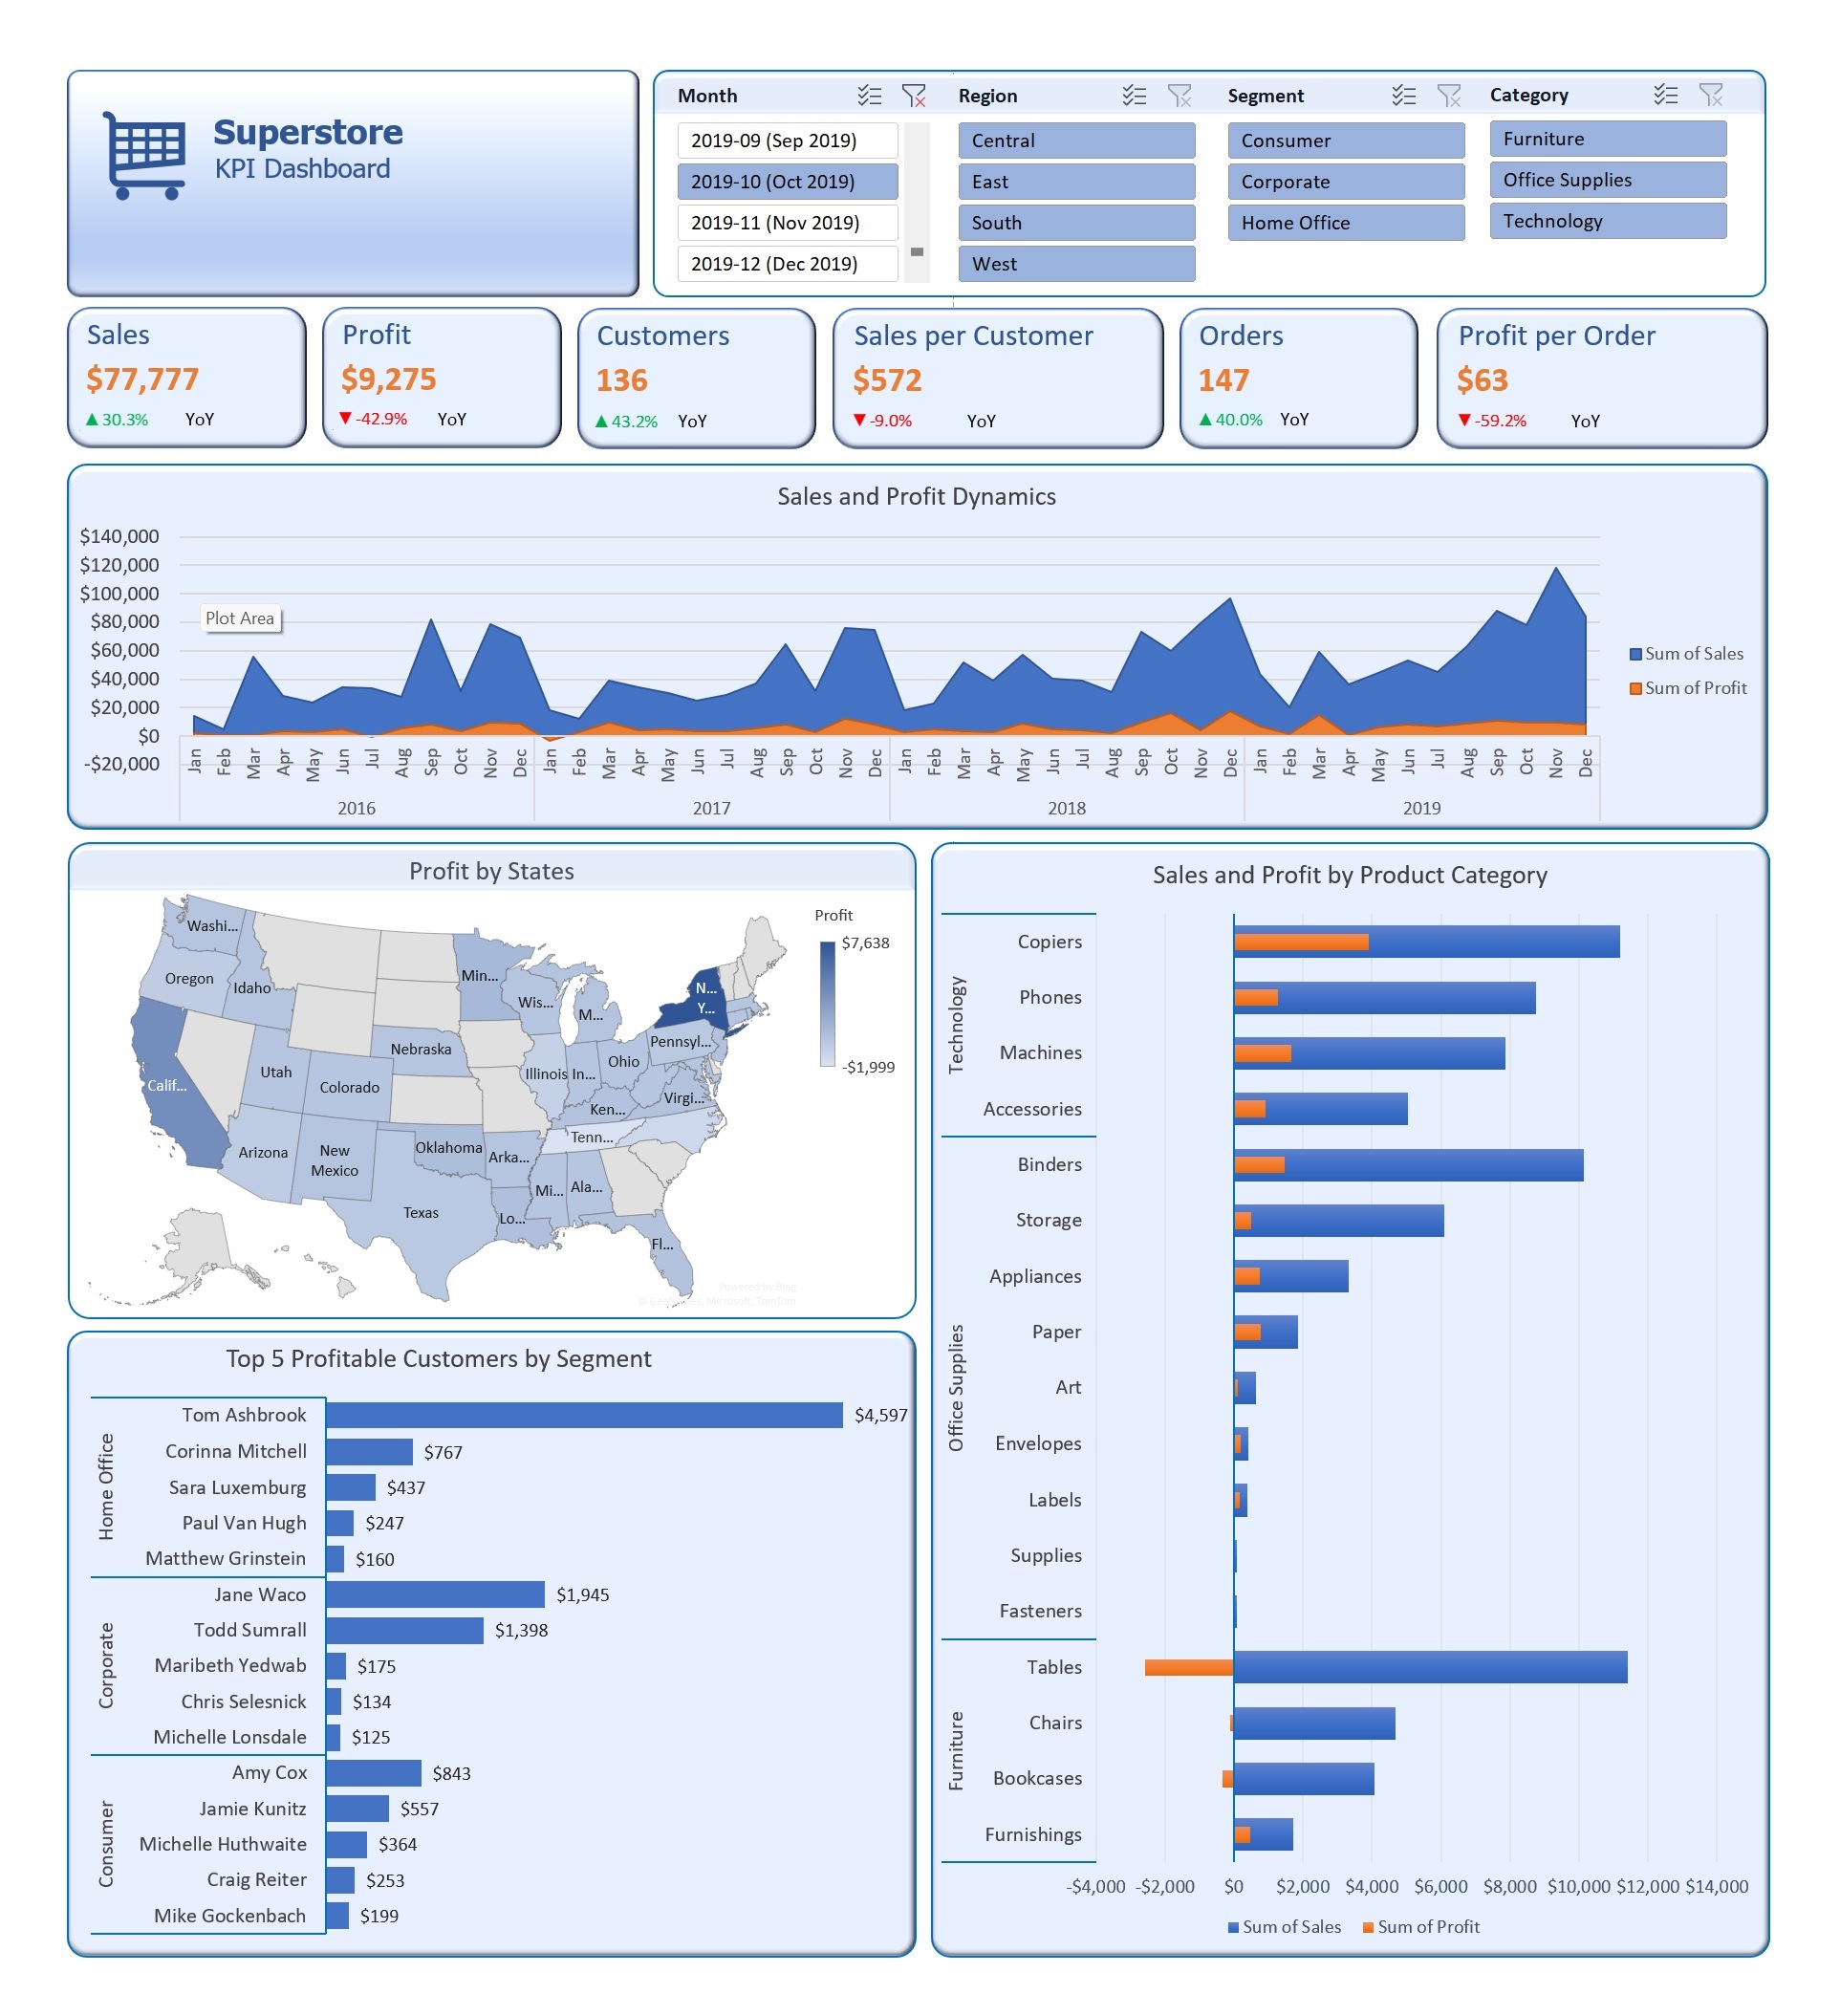 Superstore
KPI Dashboard
Month
2019-09 (Sep 2019)
2019-10 (Oct 2019)
2019-11 (Nov 2019)
2019-12 (Dec 2019)
Region
Central
East
South
West
Segment
Consumer
Corporate
Home Office
Category
Furniture
Office Supplies
Technology
Sales
$77,777
▲30.3% YoY
Profit
$9,275
▼-42.9% YoY
Customers
136
▲43.2% YoY
Sales per Customer
$572
▼-9.0% YoY
Orders
147
▲40.0% YoY
Profit per Order
$63
▼-59.2% YoY
Sales and Profit Dynamics
$140,000
$120,000
$100,000
$80,000
$60,000
$40,000
$20,000
$0
-$20,000
Plot Area
Jan Feb Mar Apr May Jun Jul Aug Sep Oct Nov Dec Jan Feb Mar Apr May Jun Jul Aug Sep Oct Nov Dec Jan Feb Mar Apr May Jun Jul Aug Sep Oct Nov Dec Jan Feb Mar Apr May Jun Jul Aug Sep Oct Nov Dec
2016 2017 2018 2019
Sum of Sales
Sum of Profit
Profit by States
Profit
$7,638
-$1,999
Washi...
Oregon
Idaho
Min...
Wis...
M...
N...
Y...
Nebraska
Pennsyl...
Calif...
Utah
Colorado
Illinois
In...
Ohio
Ken...
Virgi...
Arizona
New
Mexico
Oklahoma
Arka...
Tenn...
Texas
Lo...
Mi...
Ala...
Fl...
Powered by Bing
© GeoNames, Microsoft, TomTom
Top 5 Profitable Customers by Segment
Home Office
Tom Ashbrook $4,597
Corinna Mitchell $767
Sara Luxemburg $437
Paul Van Hugh $247
Matthew Grinstein $160
Corporate
Jane Waco $1,945
Todd Sumrall $1,398
Maribeth Yedwab $175
Chris Selesnick $134
Michelle Lonsdale $125
Consumer
Amy Cox $843
Jamie Kunitz $557
Michelle Huthwaite $364
Craig Reiter $253
Mike Gockenbach $199
Sales and Profit by Product Category
Technology
Copiers
Phones
Machines
Accessories
Office Supplies
Binders
Storage
Appliances
Paper
Art
Envelopes
Labels
Supplies
Fasteners
Furniture
Tables
Chairs
Bookcases
Furnishings
-$4,000 -$2,000 $0 $2,000 $4,000 $6,000 $8,000 $10,000 $12,000 $14,000
Sum of Sales Sum of Profit